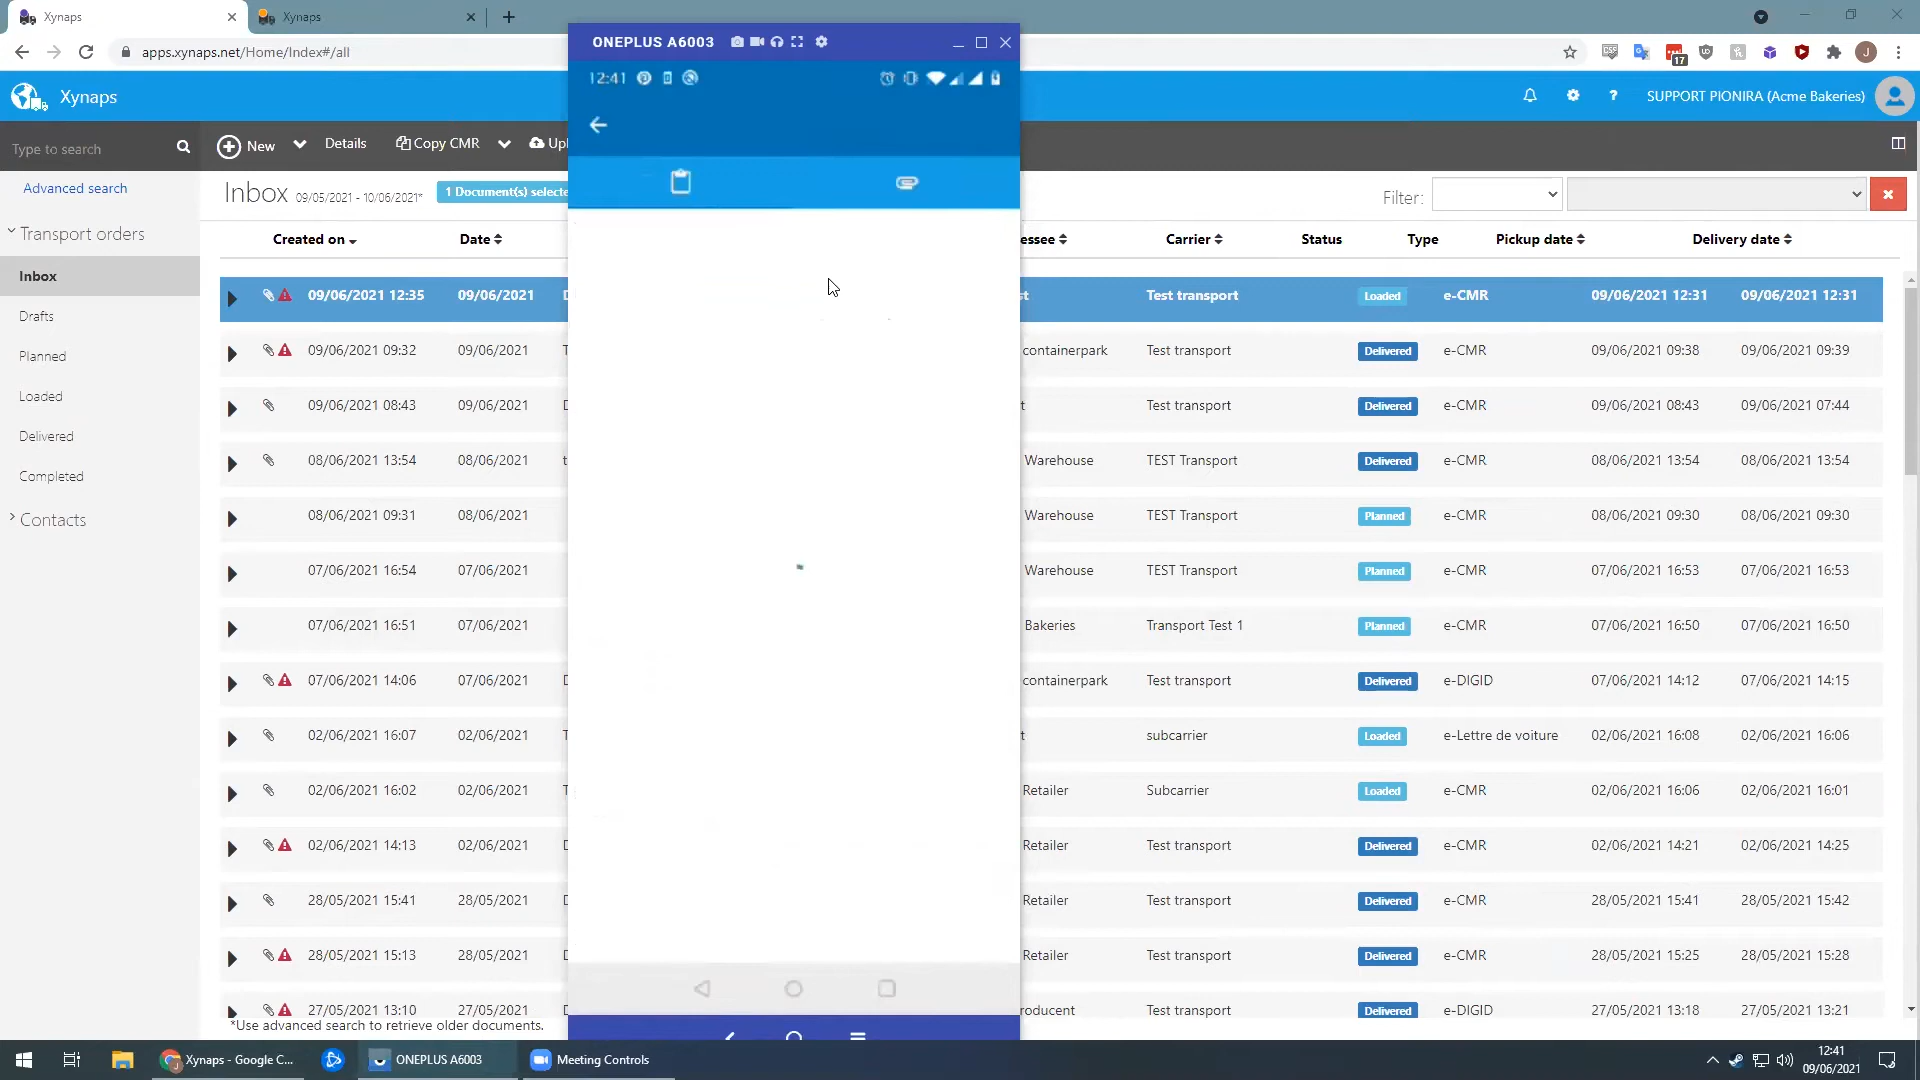 Xynaps
Xynaps
apps.xynaps.net/Home/Index#/all
17
J
ONEPLUS A6003
12:41
Xynaps
SUPPORT PIONIRA (Acme Bakeries)
Type to search
New
Details
Copy CMR
Upl
Advanced search
Inbox 09/05/2021 - 10/06/2021*
1 Document(s) selecte
Filter:
Transport orders
Inbox
Drafts
Planned
Loaded
Delivered
Completed
Contacts
Created on Date essee Carrier Status Type Pickup date Delivery date
09/06/2021 12:35 09/06/2021 st Test transport Loaded e-CMR 09/06/2021 12:31 09/06/2021 12:31
09/06/2021 09:32 09/06/2021 T containerpark Test transport Delivered e-CMR 09/06/2021 09:38 09/06/2021 09:39
09/06/2021 08:43 09/06/2021 t Test transport Delivered e-CMR 09/06/2021 08:43 09/06/2021 07:44
08/06/2021 13:54 08/06/2021 t Warehouse TEST Transport Delivered e-CMR 08/06/2021 13:54 08/06/2021 13:54
08/06/2021 09:31 08/06/2021 Warehouse TEST Transport Planned e-CMR 08/06/2021 09:30 08/06/2021 09:30
07/06/2021 16:54 07/06/2021 Warehouse TEST Transport Planned e-CMR 07/06/2021 16:53 07/06/2021 16:53
07/06/2021 16:51 07/06/2021 Bakeries Transport Test 1 Planned e-CMR 07/06/2021 16:50 07/06/2021 16:50
07/06/2021 14:06 07/06/2021 containerpark Test transport Delivered e-DIGID 07/06/2021 14:12 07/06/2021 14:15
02/06/2021 16:07 02/06/2021 T t subcarrier Loaded e-Lettre de voiture 02/06/2021 16:08 02/06/2021 16:06
02/06/2021 16:02 02/06/2021 T Retailer Subcarrier Loaded e-CMR 02/06/2021 16:06 02/06/2021 16:01
02/06/2021 14:13 02/06/2021 Retailer Test transport Delivered e-CMR 02/06/2021 14:21 02/06/2021 14:25
28/05/2021 15:41 28/05/2021 Retailer Test transport Delivered e-CMR 28/05/2021 15:41 28/05/2021 15:42
28/05/2021 15:13 28/05/2021 Retailer Test transport Delivered e-CMR 28/05/2021 15:25 28/05/2021 15:28
27/05/2021 13:10 27/05/2021 roducent Test transport Delivered e-DIGID 27/05/2021 13:18 27/05/2021 13:21
*Use advanced search to retrieve older documents.
Xynaps - Google C...
ONEPLUS A6003
Meeting Controls
12:41
09/06/2021